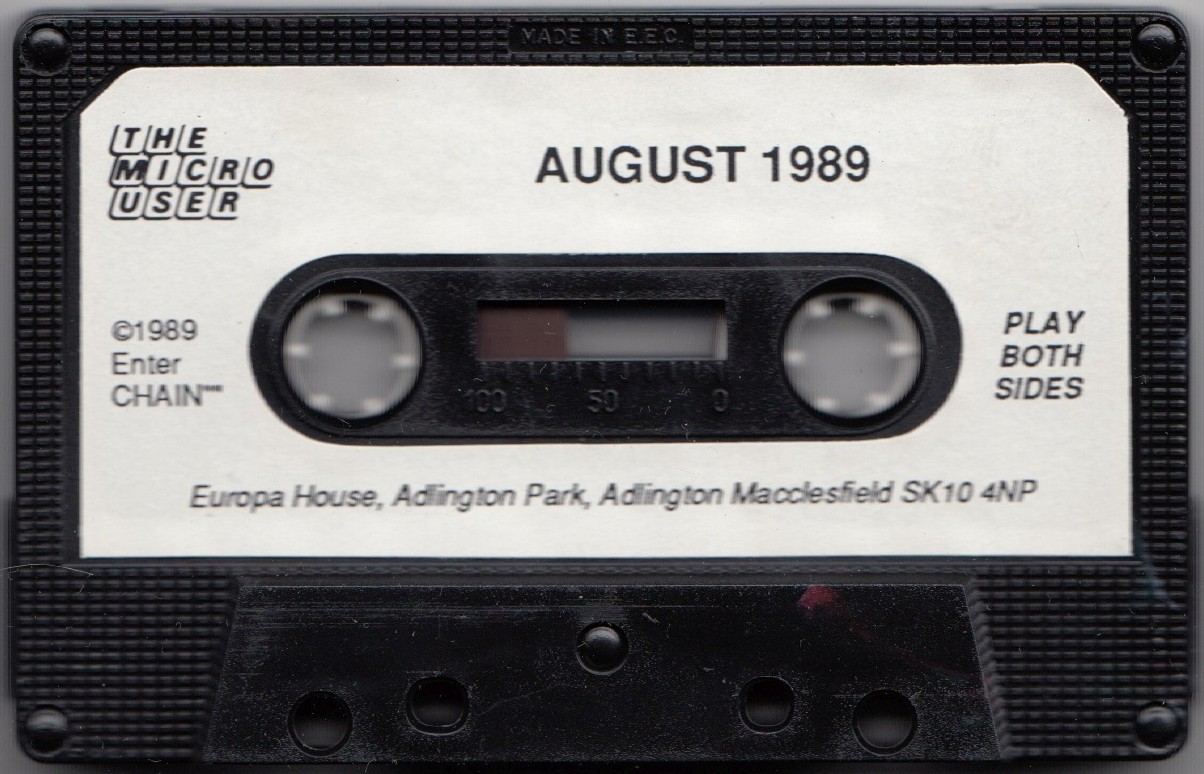 MADE IN E.E.C.
THE
MICRO
USER
AUGUST 1989
©1989
Enter
CHAIN""
PLAY
BOTH
SIDES
100 50 0
Europa House, Adlington Park, Adlington Macclesfield SK10 4NP